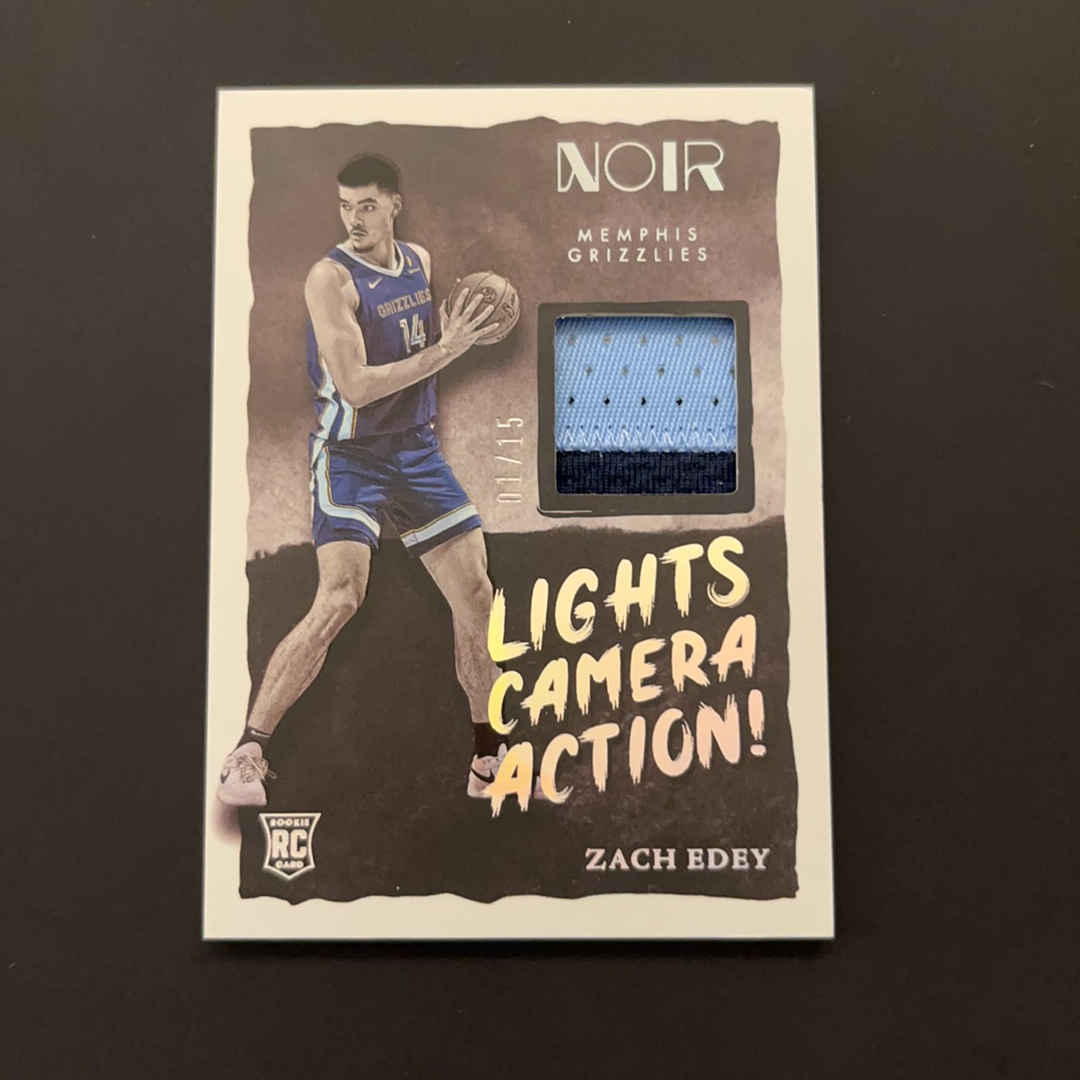 NOIR
MEMPHIS
GRIZZLIES
GRIZZLIES
14
01/15
LIGHTS
CAMERA
ACTION!
ROOKIE
RC
CARD
ZACH EDEY